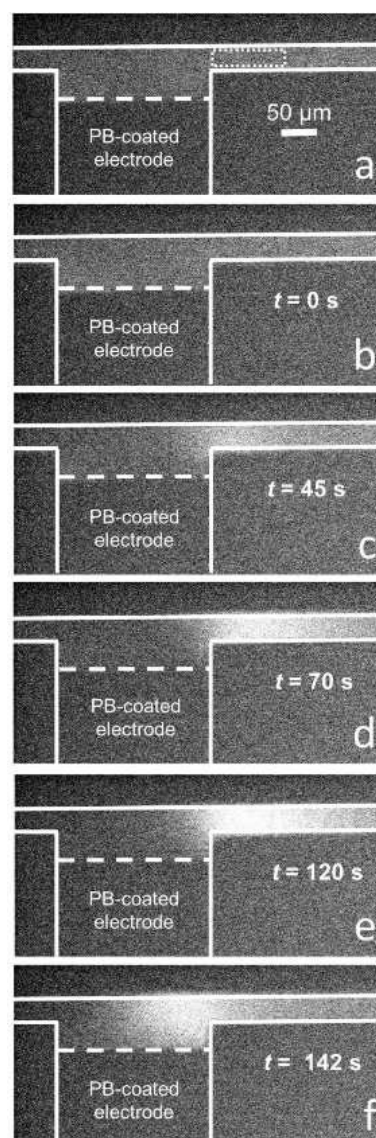 50 µm
PB-coated
electrode
a
t = 0 s
PB-coated
electrode
b
t = 45 s
PB-coated
electrode
c
t = 70 s
PB-coated
electrode
d
t = 120 s
PB-coated
electrode
e
t = 142 s
PB-coated
electrode
f